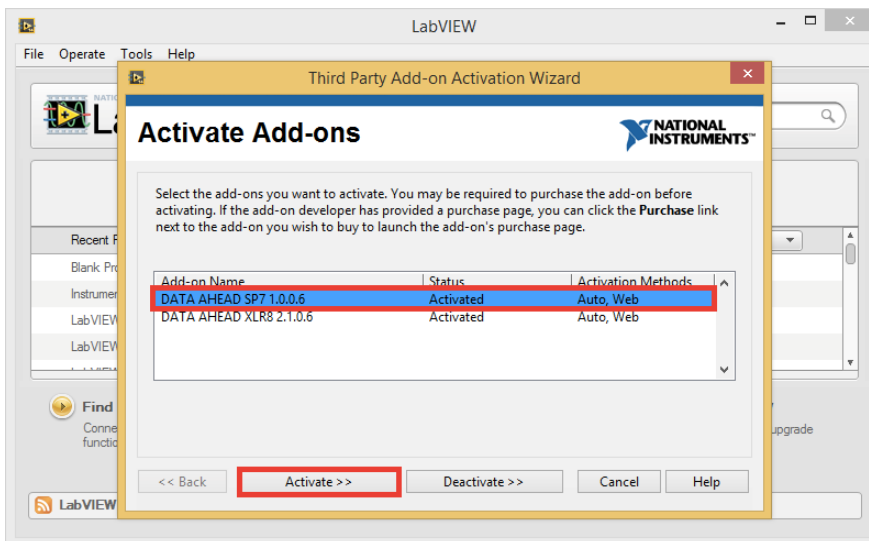 LabVIEW
File Operate Tools Help
Third Party Add-on Activation Wizard
NATIO
La
Activate Add-ons
NATIONAL
INSTRUMENTS™
Select the add-ons you want to activate. You may be required to purchase the add-on before
activating. If the add-on developer has provided a purchase page, you can click the Purchase link
next to the add-on you wish to buy to launch the add-on's purchase page.
Recent F
Blank Pro
Instrumen
LabVIEW
LabVIEW
Add-on Name Status Activation Methods
DATA AHEAD SP7 1.0.0.6 Activated Auto, Web
DATA AHEAD XLR8 2.1.0.6 Activated Auto, Web
Find
Conne
functio
upgrade
<< Back Activate >> Deactivate >> Cancel Help
LabVIEW